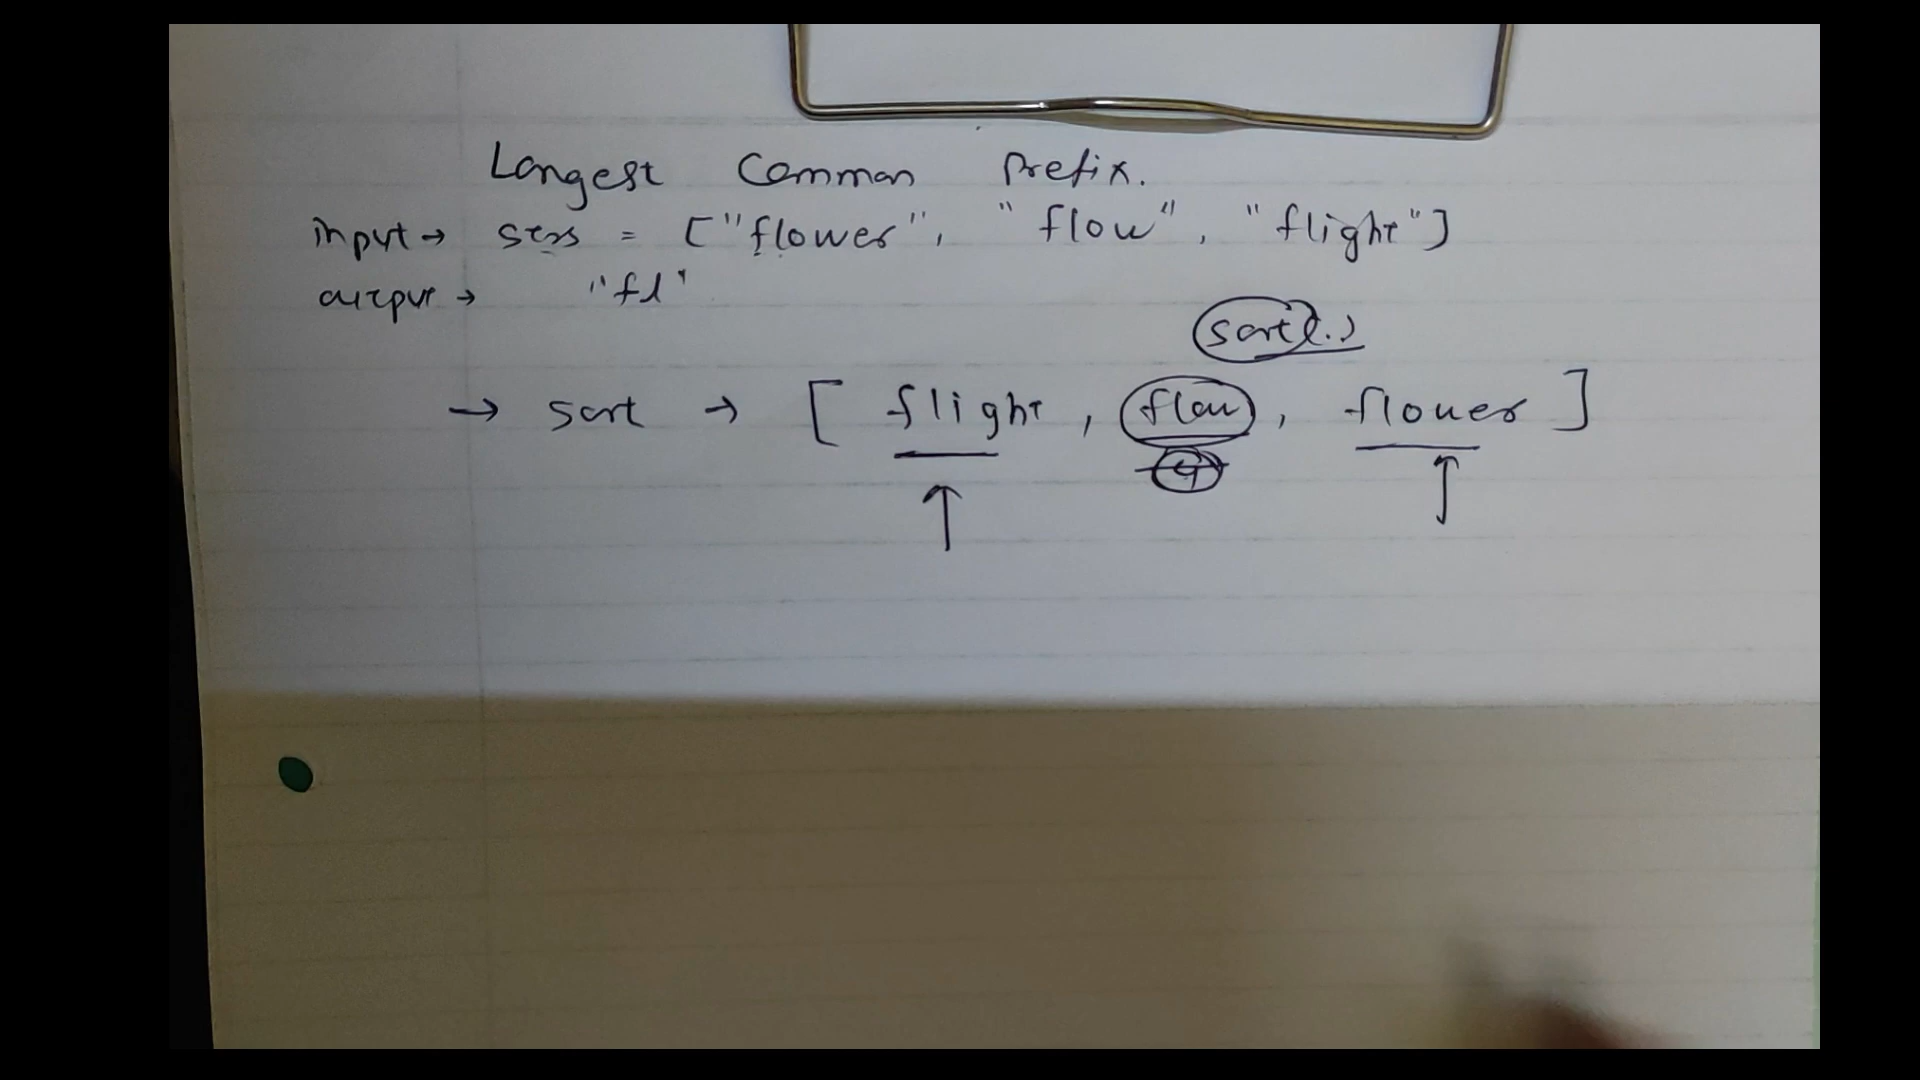 Longest Common Prefix.
input → strs = ["flower", "flow", "flight"]
output → "fl"
sort(.)
→ sort → [ flight, flow, flower ]